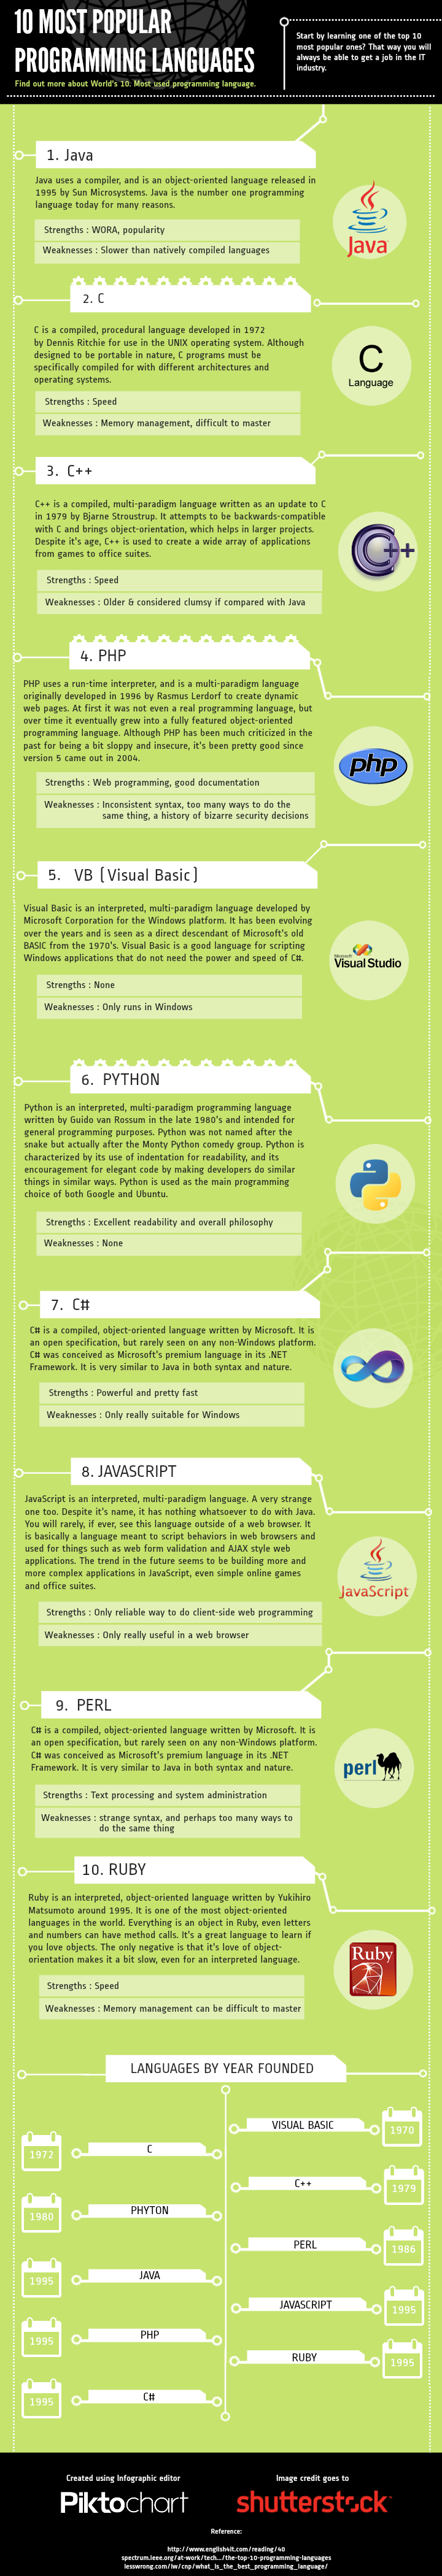 10 MOST POPULAR
PROGRAMMING LANGUAGES
Find out more about World's 10. Most used programming language.
Start by learning one of the top 10
most popular ones? That way you will
always be able to get a job in the IT
industry.
1. Java
Java uses a compiler, and is an object-oriented language released in
1995 by Sun Microsystems. Java is the number one programming
language today for many reasons.
Strengths : WORA, popularity
Weaknesses : Slower than natively compiled languages
Java
2. C
C is a compiled, procedural language developed in 1972
by Dennis Ritchie for use in the UNIX operating system. Although
designed to be portable in nature, C programs must be
specifically compiled for with different architectures and
operating systems.
Strengths : Speed
Weaknesses : Memory management, difficult to master
C
Language
3. C++
C++ is a compiled, multi-paradigm language written as an update to C
in 1979 by Bjarne Stroustrup. It attempts to be backwards-compatible
with C and brings object-orientation, which helps in larger projects.
Despite it's age, C++ is used to create a wide array of applications
from games to office suites.
Strengths : Speed
Weaknesses : Older & considered clumsy if compared with Java
C++
4. PHP
PHP uses a run-time interpreter, and is a multi-paradigm language
originally developed in 1996 by Rasmus Lerdorf to create dynamic
web pages. At first it was not even a real programming language, but
over time it eventually grew into a fully featured object-oriented
programming language. Although PHP has been much criticized in the
past for being a bit sloppy and insecure, it's been pretty good since
version 5 came out in 2004.
Strengths : Web programming, good documentation
Weaknesses : Inconsistent syntax, too many ways to do the
same thing, a history of bizarre security decisions
php
5. VB (Visual Basic)
Visual Basic is an interpreted, multi-paradigm language developed by
Microsoft Corporation for the Windows platform. It has been evolving
over the years and is seen as a direct descendant of Microsoft's old
BASIC from the 1970's. Visual Basic is a good language for scripting
Windows applications that do not need the power and speed of C#.
Strengths : None
Weaknesses : Only runs in Windows
Microsoft
Visual Studio
6. PYTHON
Python is an interpreted, multi-paradigm programming language
written by Guido van Rossum in the late 1980's and intended for
general programming purposes. Python was not named after the
snake but actually after the Monty Python comedy group. Python is
characterized by its use of indentation for readability, and its
encouragement for elegant code by making developers do similar
things in similar ways. Python is used as the main programming
choice of both Google and Ubuntu.
Strengths : Excellent readability and overall philosophy
Weaknesses : None
7. C#
C# is a compiled, object-oriented language written by Microsoft. It is
an open specification, but rarely seen on any non-Windows platform.
C# was conceived as Microsoft's premium language in its .NET
Framework. It is very similar to Java in both syntax and nature.
Strengths : Powerful and pretty fast
Weaknesses : Only really suitable for Windows
8. JAVASCRIPT
JavaScript is an interpreted, multi-paradigm language. A very strange
one too. Despite it's name, it has nothing whatsoever to do with Java.
You will rarely, if ever, see this language outside of a web browser. It
is basically a language meant to script behaviors in web browsers and
used for things such as web form validation and AJAX style web
applications. The trend in the future seems to be building more and
more complex applications in JavaScript, even simple online games
and office suites.
Strengths : Only reliable way to do client-side web programming
Weaknesses : Only really useful in a web browser
JavaScript
9. PERL
C# is a compiled, object-oriented language written by Microsoft. It is
an open specification, but rarely seen on any non-Windows platform.
C# was conceived as Microsoft's premium language in its .NET
Framework. It is very similar to Java in both syntax and nature.
Strengths : Text processing and system administration
Weaknesses : strange syntax, and perhaps too many ways to
do the same thing
perl
10. RUBY
Ruby is an interpreted, object-oriented language written by Yukihiro
Matsumoto around 1995. It is one of the most object-oriented
languages in the world. Everything is an object in Ruby, even letters
and numbers can have method calls. It's a great language to learn if
you love objects. The only negative is that it's love of object-
orientation makes it a bit slow, even for an interpreted language.
Strengths : Speed
Weaknesses : Memory management can be difficult to master
Ruby
LANGUAGES BY YEAR FOUNDED
VISUAL BASIC 1970
1972 C
C++ 1979
1980 PHYTON
PERL 1986
1995 JAVA
JAVASCRIPT 1995
1995 PHP
RUBY 1995
1995 C#
Created using Infographic editor
Piktochart
Image credit goes to
shutterstock
Reference:
http://www.english4it.com/reading/40
spectrum.ieee.org/at-work/tech.../the-top-10-programming-languages
lesswrong.com/lw/cnp/what_is_the_best_programming_language/